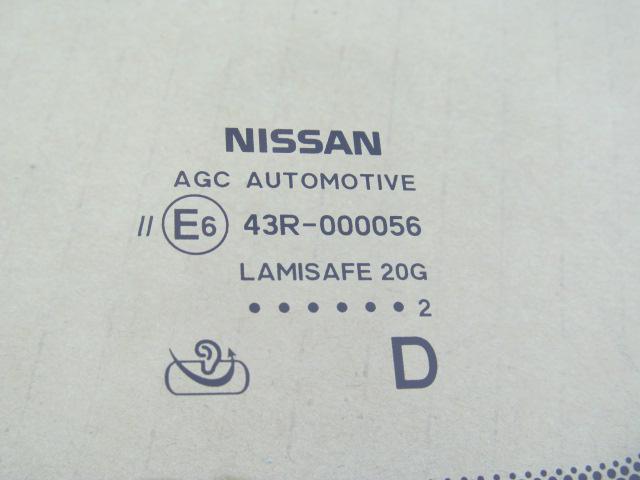 NISSAN
AGC AUTOMOTIVE
// E6 43R-000056
LAMISAFE 20G
• • • • • • 2
D